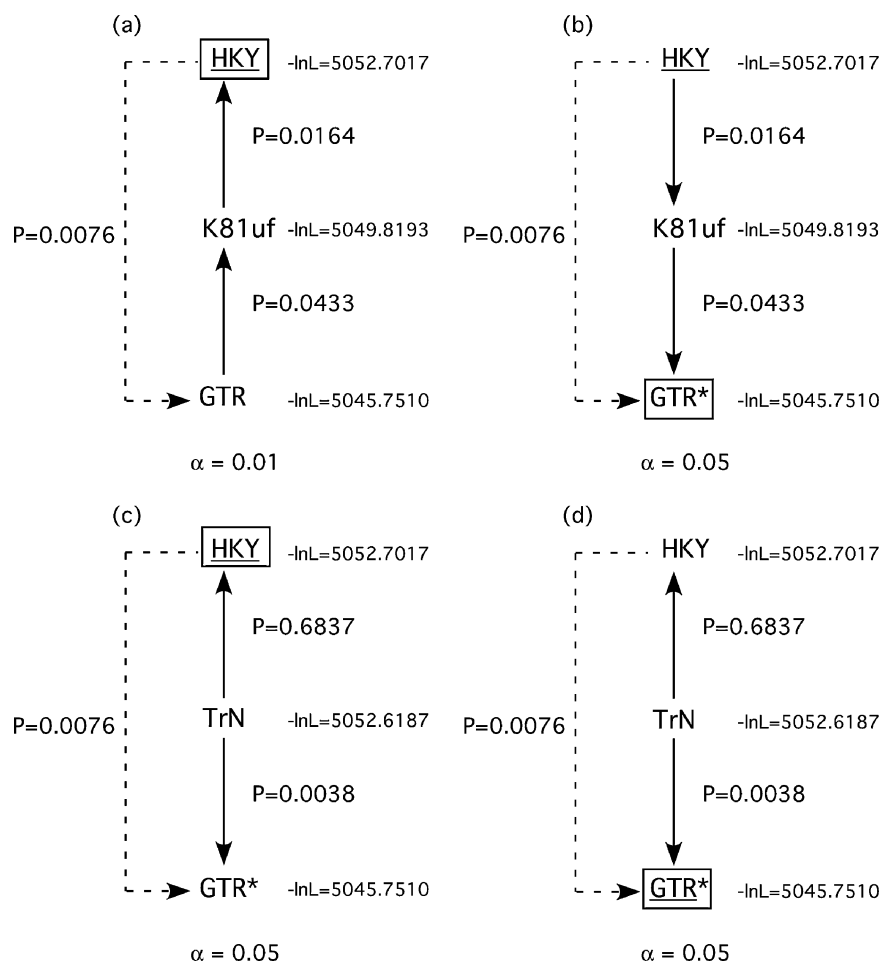 (a)
HKY -lnL=5052.7017
P=0.0164
P=0.0076
K81uf -lnL=5049.8193
P=0.0433
GTR -lnL=5045.7510
α = 0.01
(b)
HKY -lnL=5052.7017
P=0.0164
P=0.0076
K81uf -lnL=5049.8193
P=0.0433
GTR* -lnL=5045.7510
α = 0.05
(c)
HKY -lnL=5052.7017
P=0.6837
P=0.0076
TrN -lnL=5052.6187
P=0.0038
GTR* -lnL=5045.7510
α = 0.05
(d)
HKY -lnL=5052.7017
P=0.6837
P=0.0076
TrN -lnL=5052.6187
P=0.0038
GTR* -lnL=5045.7510
α = 0.05